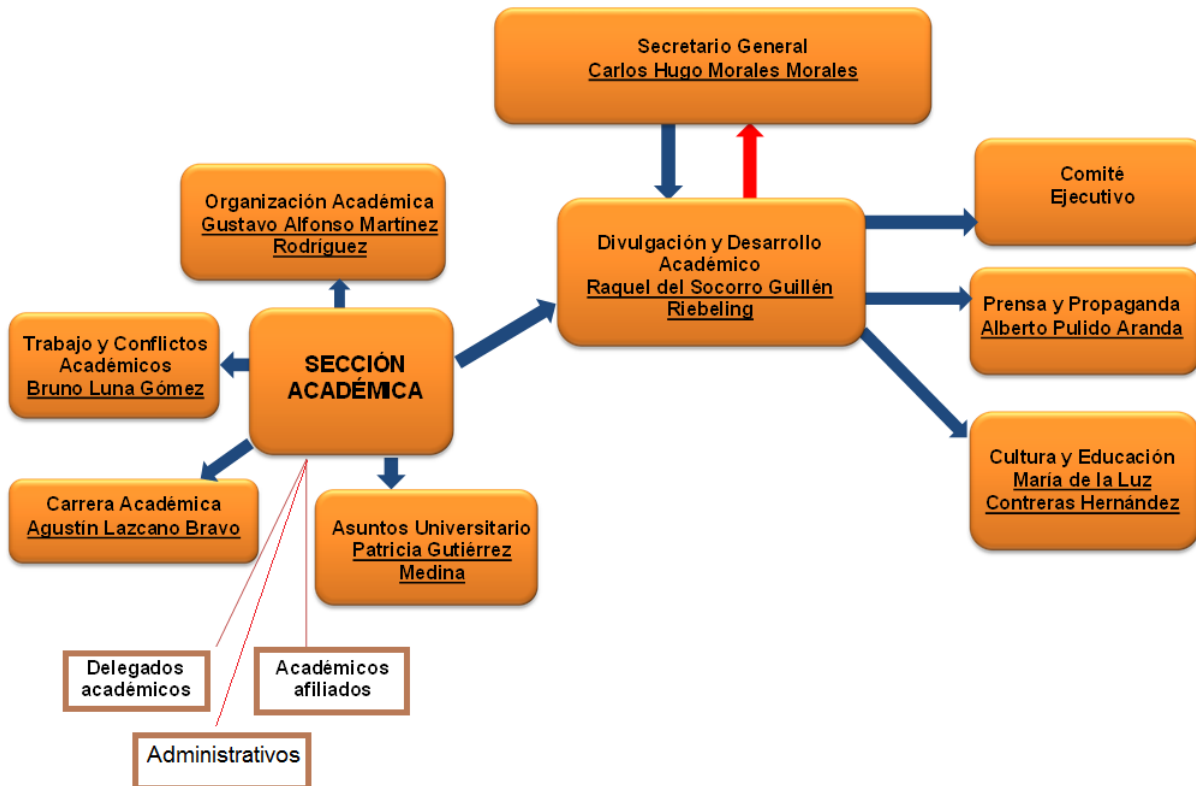 Secretario General
Carlos Hugo Morales Morales
Organización Académica
Gustavo Alfonso Martínez
Rodríguez
Divulgación y Desarrollo
Académico
Raquel del Socorro Guillén
Riebeling
Comité
Ejecutivo
Trabajo y Conflictos
Académicos
Bruno Luna Gómez
SECCIÓN
ACADÉMICA
Prensa y Propaganda
Alberto Pulido Aranda
Carrera Académica
Agustín Lazcano Bravo
Asuntos Universitario
Patricia Gutiérrez
Medina
Cultura y Educación
María de la Luz
Contreras Hernández
Delegados
académicos
Académicos
afiliados
Administrativos